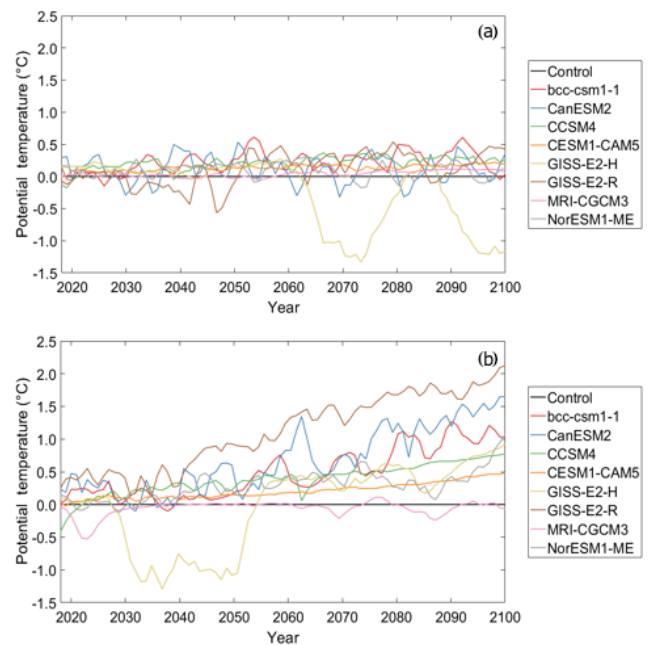 (a)
2.5
2.0
1.5
1.0
0.5
0.0
-0.5
-1.0
-1.5
Potential temperature (°C)
2020 2030 2040 2050 2060 2070 2080 2090 2100
Year
Control
bcc-csm1-1
CanESM2
CCSM4
CESM1-CAM5
GISS-E2-H
GISS-E2-R
MRI-CGCM3
NorESM1-ME
(b)
2.5
2.0
1.5
1.0
0.5
0.0
-0.5
-1.0
-1.5
Potential temperature (°C)
2020 2030 2040 2050 2060 2070 2080 2090 2100
Year
Control
bcc-csm1-1
CanESM2
CCSM4
CESM1-CAM5
GISS-E2-H
GISS-E2-R
MRI-CGCM3
NorESM1-ME